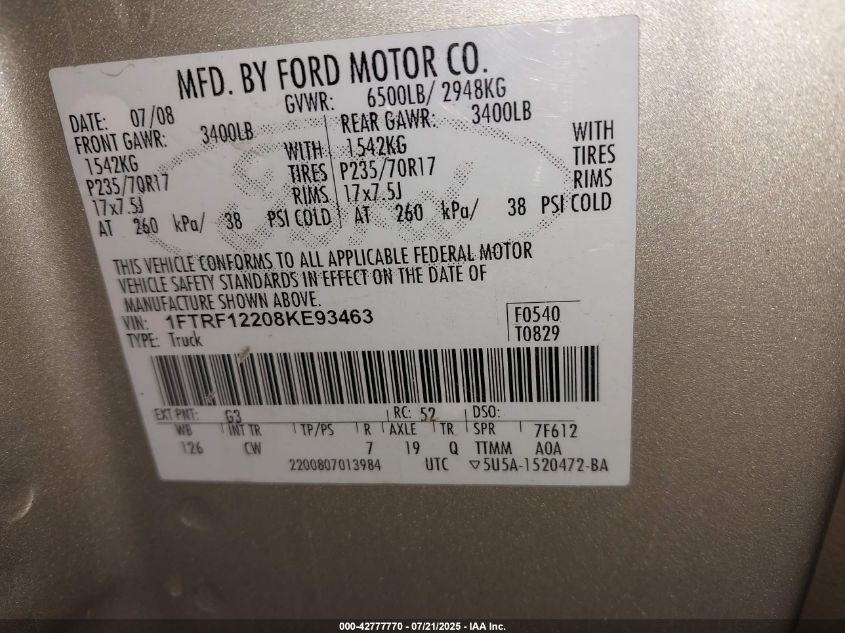 MFD. BY FORD MOTOR CO.
DATE: 07/08 GVWR: 6500LB/ 2948KG
FRONT GAWR: 3400LB REAR GAWR: 3400LB
1542KG WITH 1542KG WITH
P235/70R17 TIRES P235/70R17 TIRES
17x7.5J RIMS 17x7.5J RIMS
AT 260 kPa/ 38 PSI COLD AT 260 kPa/ 38 PSI COLD
THIS VEHICLE CONFORMS TO ALL APPLICABLE FEDERAL MOTOR
VEHICLE SAFETY STANDARDS IN EFFECT ON THE DATE OF
MANUFACTURE SHOWN ABOVE.
VIN: 1FTRF12208KE93463 F0540
TYPE: Truck T0829
EXT PNT: G3 RC: 52 DSO:
WB INT TR TP/PS R AXLE TR SPR 7F612
126 CW 7 19 Q TTMM A0A
2200807013984 UTC ▽5U5A-1520472-BA
000-42777770 - 07/21/2025 - IAA Inc.